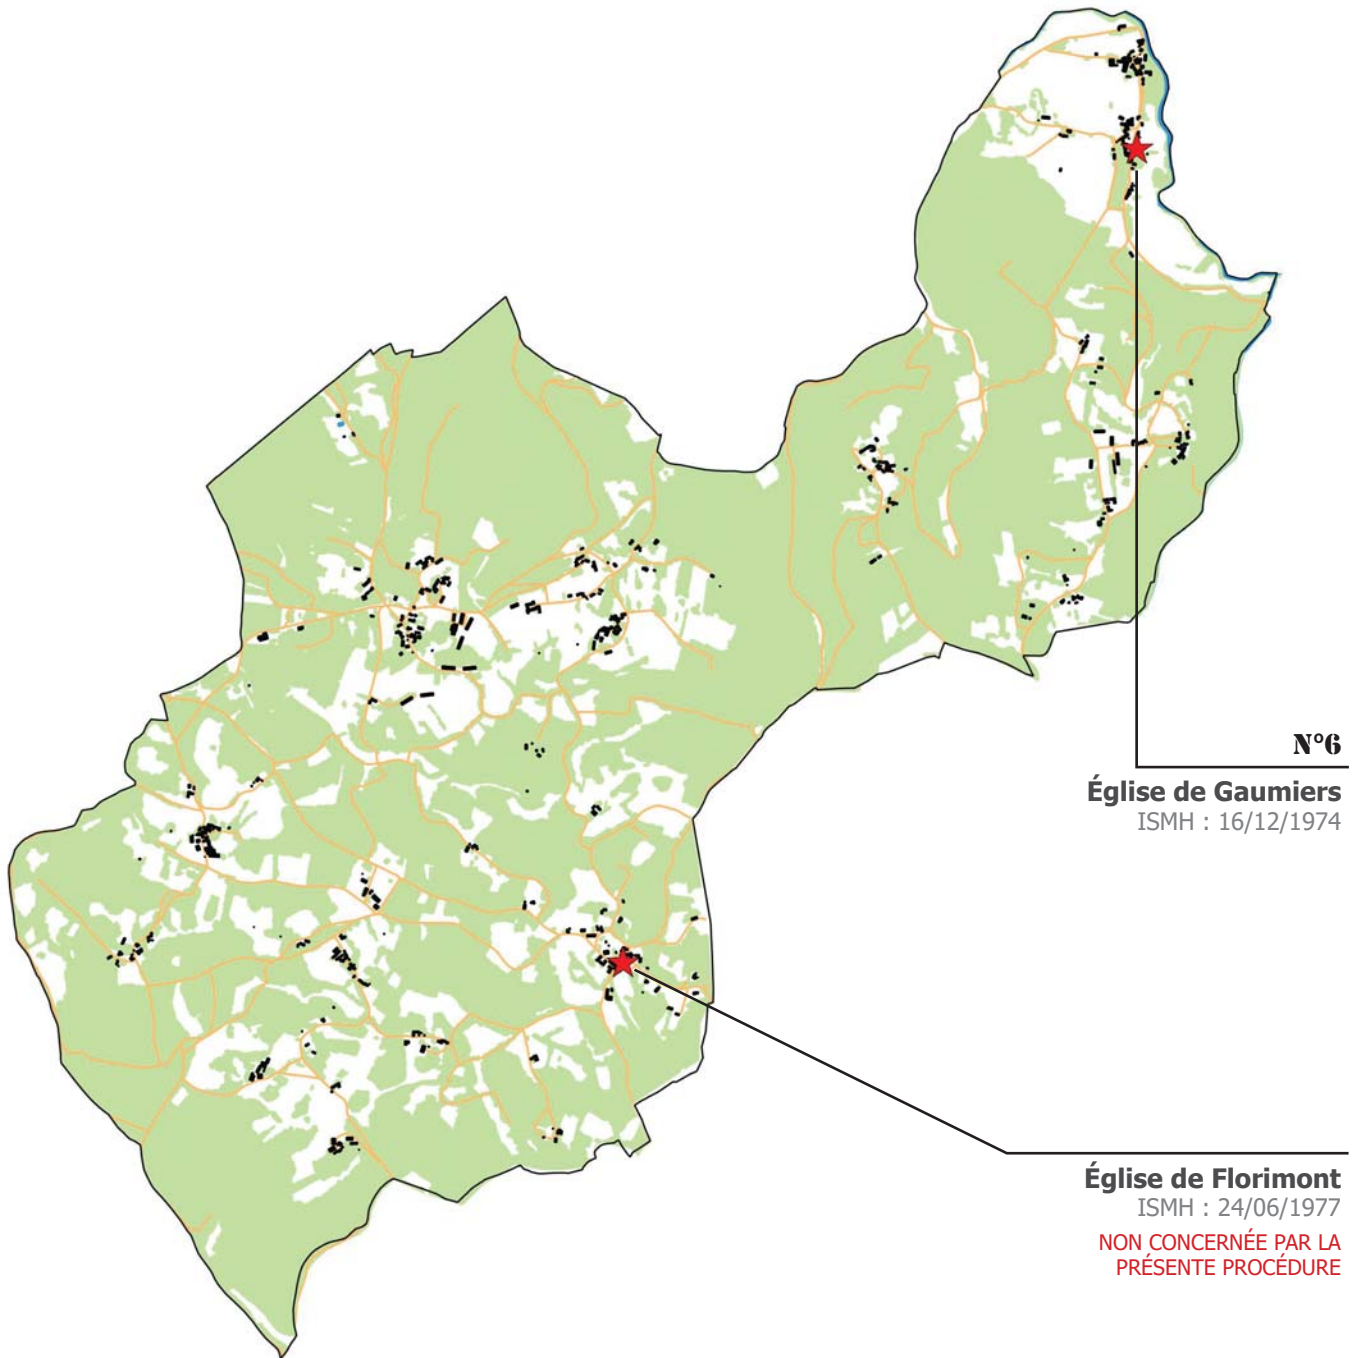 N°6
Église de Gaumiers
ISMH : 16/12/1974
Église de Florimont
ISMH : 24/06/1977
NON CONCERNÉE PAR LA
PRÉSENTE PROCÉDURE